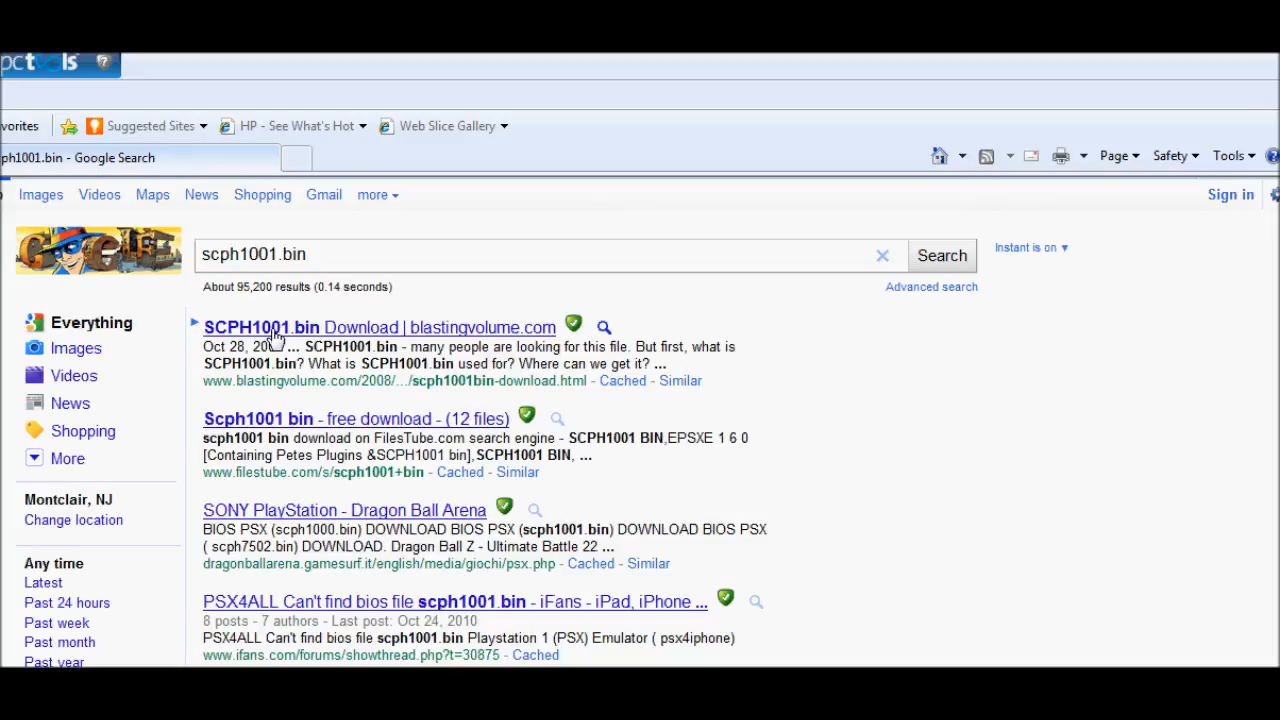 pctools ?
vorites Suggested Sites HP - See What's Hot Web Slice Gallery
ph1001.bin - Google Search
Page Safety Tools ?
Images Videos Maps News Shopping Gmail more Sign in
scph1001.bin Search Instant is on
About 95,200 results (0.14 seconds) Advanced search
Everything
Images
Videos
News
Shopping
More
Montclair, NJ
Change location
Any time
Latest
Past 24 hours
Past week
Past month
Past year
SCPH1001.bin Download | blastingvolume.com
Oct 28, ... SCPH1001.bin - many people are looking for this file. But first, what is
SCPH1001.bin? What is SCPH1001.bin used for? Where can we get it? ...
www.blastingvolume.com/2008/.../scph1001bin-download.html - Cached - Similar
Scph1001 bin - free download - (12 files)
scph1001 bin download on FilesTube.com search engine - SCPH1001 BIN,EPSXE 1 6 0
[Containing Petes Plugins &SCPH1001 bin],SCPH1001 BIN, ...
www.filestube.com/s/scph1001+bin - Cached - Similar
SONY PlayStation - Dragon Ball Arena
BIOS PSX (scph1000.bin) DOWNLOAD BIOS PSX (scph1001.bin) DOWNLOAD BIOS PSX
( scph7502.bin) DOWNLOAD. Dragon Ball Z - Ultimate Battle 22 ...
dragonballarena.gamesurf.it/english/media/giochi/psx.php - Cached - Similar
PSX4ALL Can't find bios file scph1001.bin - iFans - iPad, iPhone ...
8 posts - 7 authors - Last post: Oct 24, 2010
PSX4ALL Can't find bios file scph1001.bin Playstation 1 (PSX) Emulator ( psx4iphone)
www.ifans.com/forums/showthread.php?t=30875 - Cached